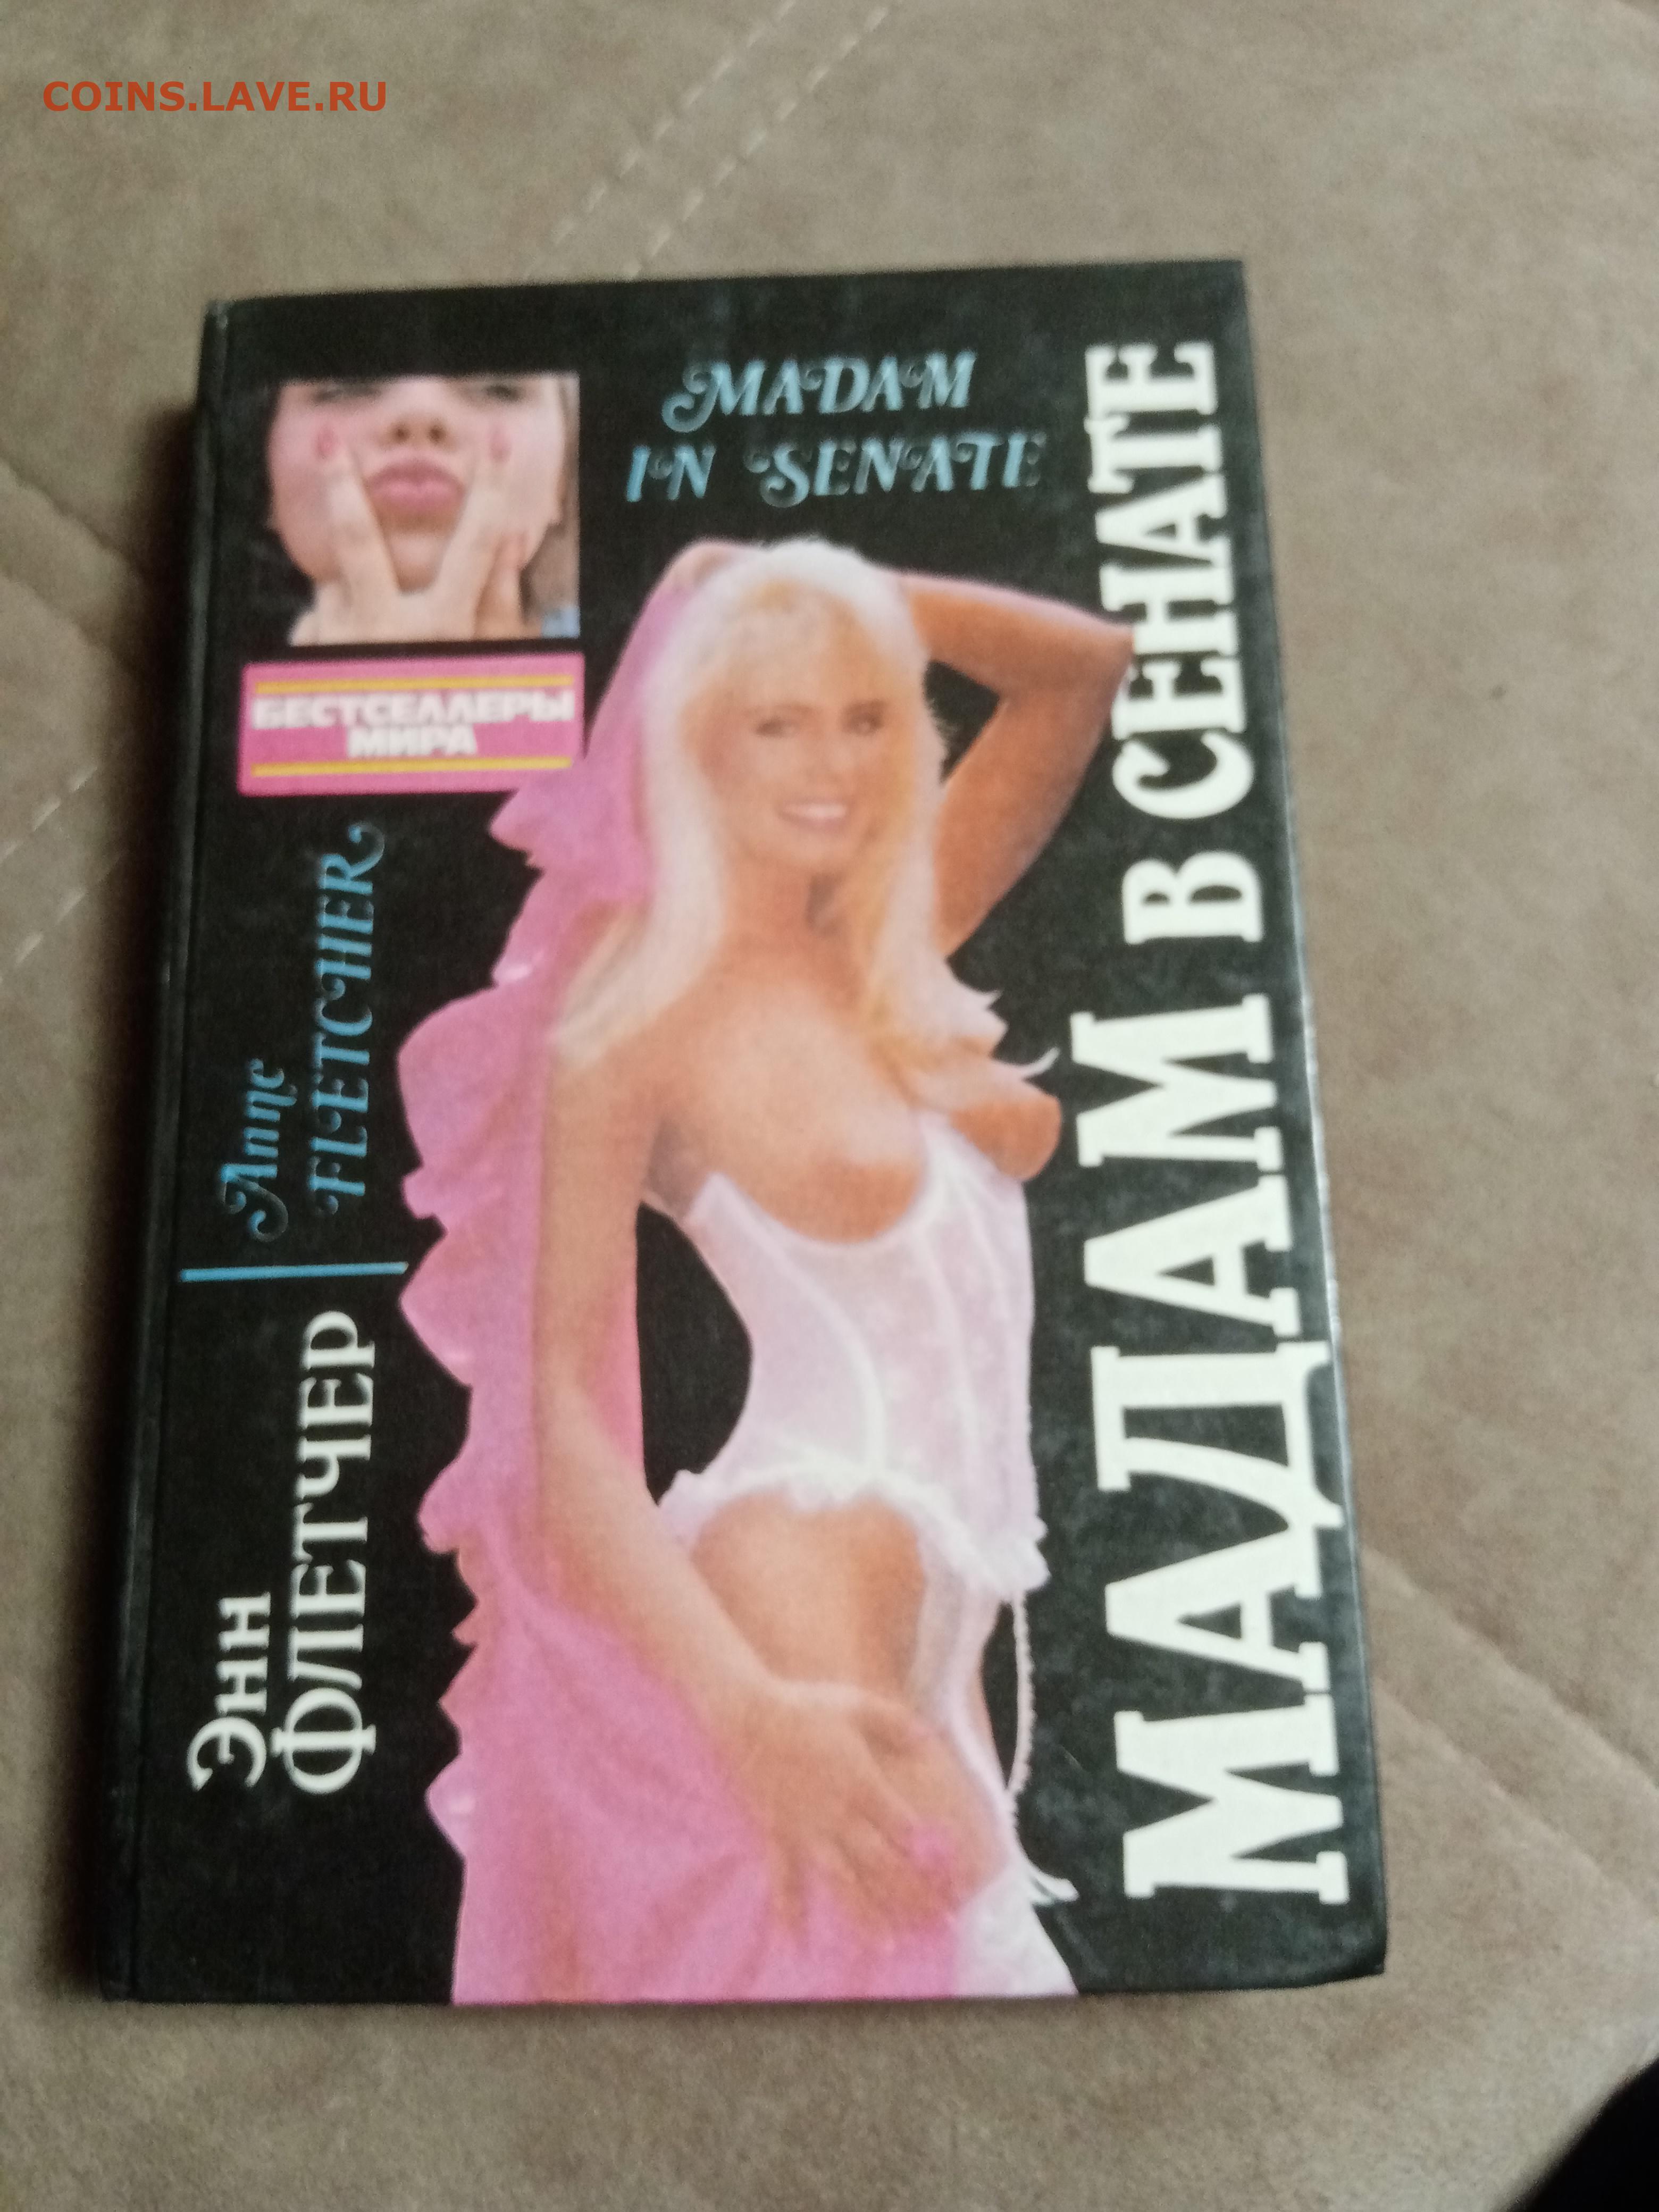 COINS.LAVE.RU
MADAM
IN SENATE
БЕСТСЕЛЛЕРЫ
МИРА
Anne
FLETCHER
Энн
ФЛЕТЧЕР
МАДАМ В СЕНАТЕ